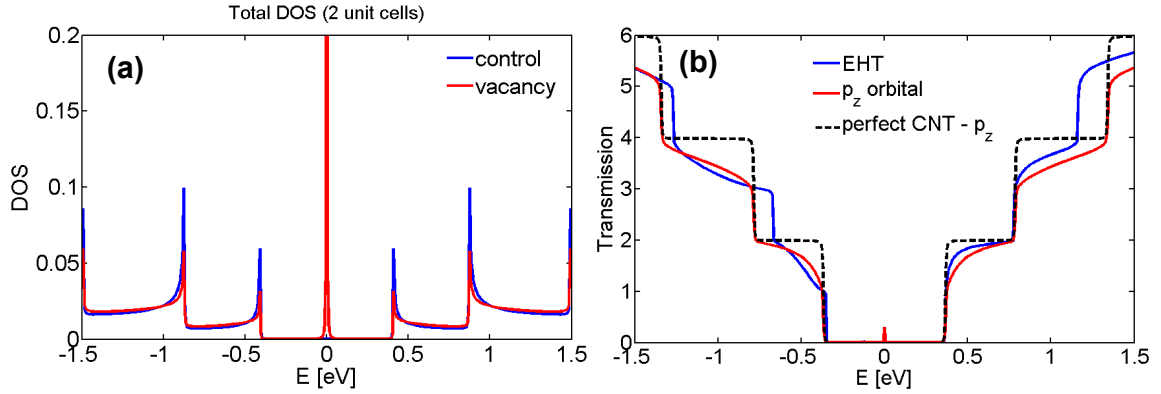 Total DOS (2 unit cells)
(a)
control
vacancy
DOS
0.2
0.15
0.1
0.05
0
-1.5
-1
-0.5
0
0.5
1
1.5
E [eV]
(b)
EHT
p_z orbital
perfect CNT - p_z
Transmission
6
5
4
3
2
1
0
-1.5
-1
-0.5
0
0.5
1
1.5
E [eV]